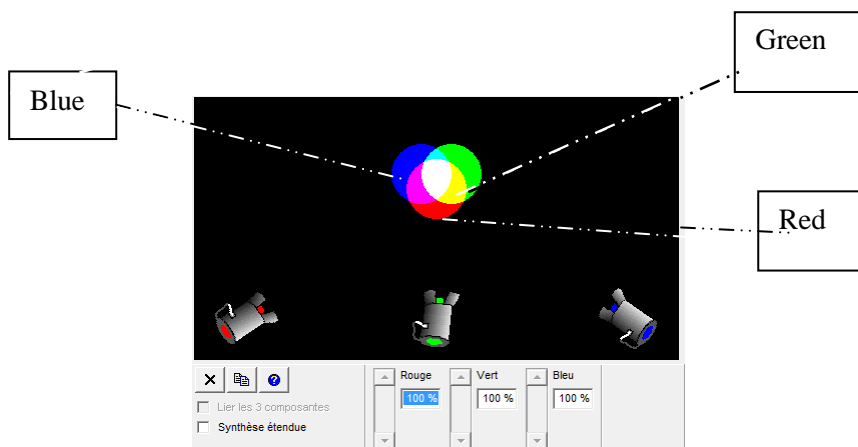 Green
Blue
Red
Rouge
Vert
Bleu
100 %
100 %
100 %
Lier les 3 composantes
Synthèse étendue